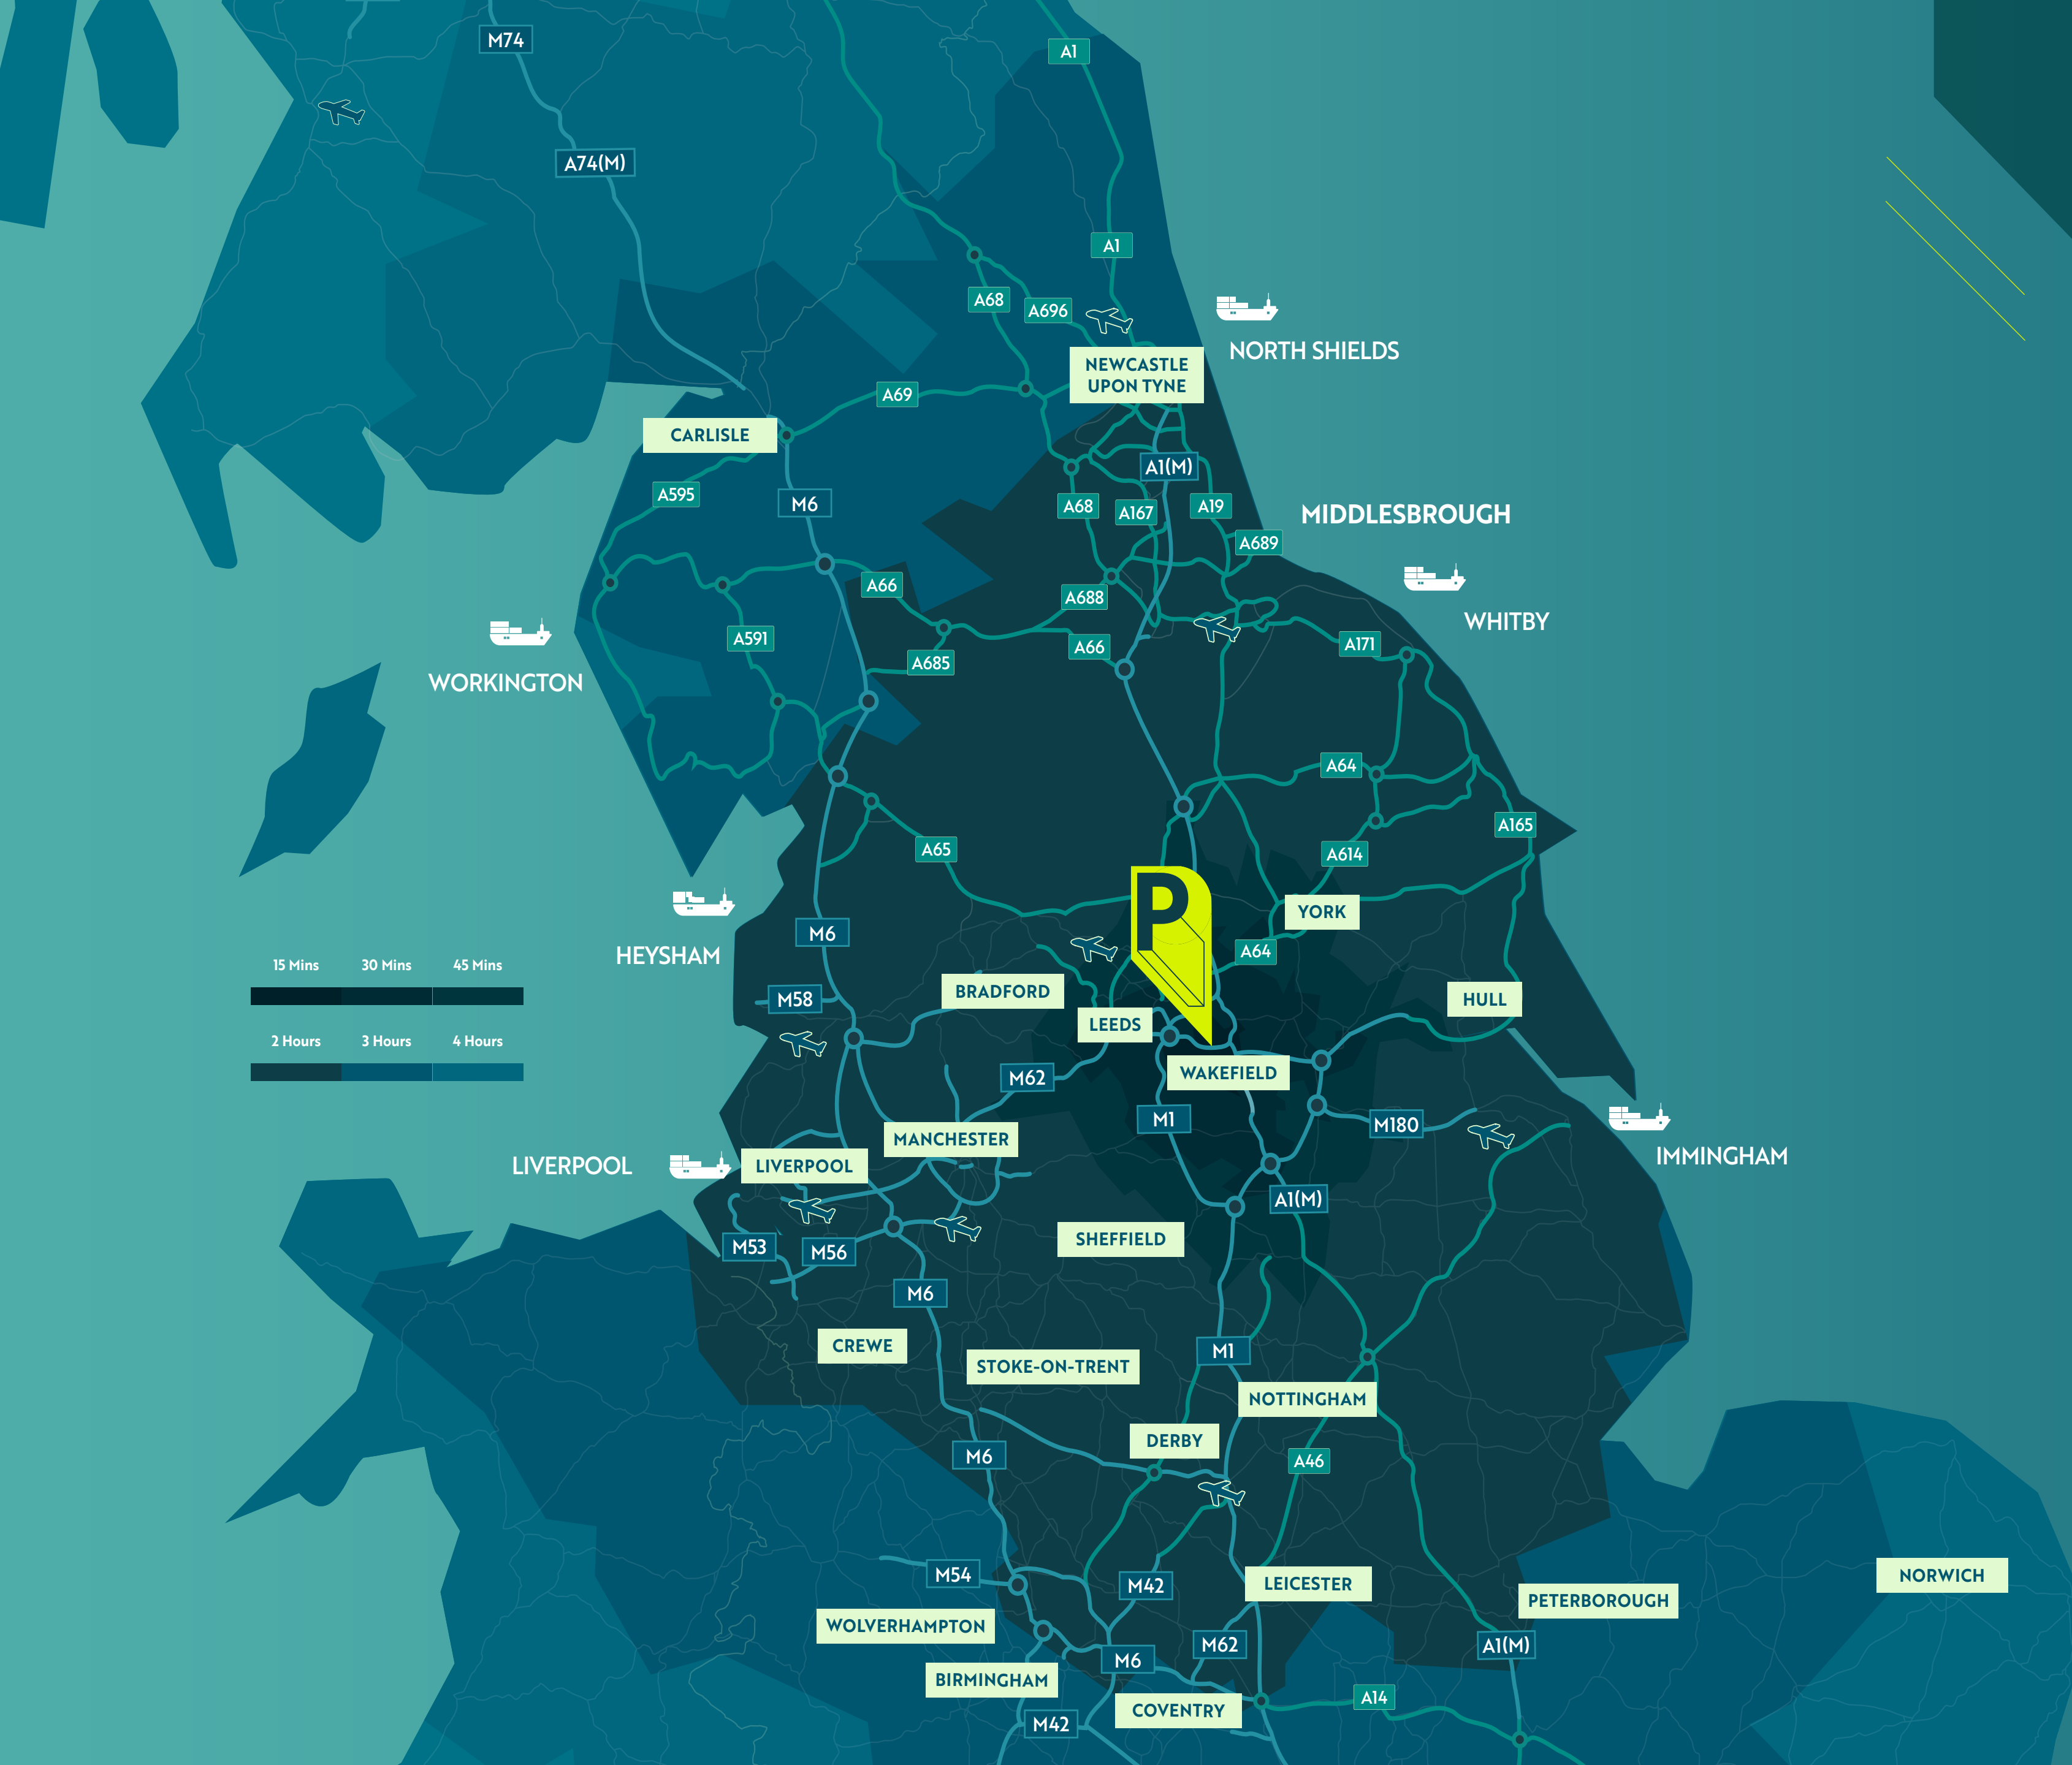 M74
A1
A74(M)
A1
A68
A696
NORTH SHIELDS
NEWCASTLE
UPON TYNE
A69
CARLISLE
A1(M)
A595
M6
A68
A167
A19
MIDDLESBROUGH
A689
A66
A688
WHITBY
A591
A66
A171
A685
WORKINGTON
A64
A165
A65
A614
P
YORK
M6
A64
HEYSHAM
15 Mins
30 Mins
45 Mins
BRADFORD
M58
HULL
LEEDS
2 Hours
3 Hours
4 Hours
WAKEFIELD
M62
M1
M180
MANCHESTER
IMMINGHAM
LIVERPOOL
LIVERPOOL
A1(M)
SHEFFIELD
M53
M56
M6
CREWE
M1
STOKE-ON-TRENT
NOTTINGHAM
DERBY
M6
A46
M54
NORWICH
M42
LEICESTER
PETERBOROUGH
WOLVERHAMPTON
M62
A1(M)
M6
BIRMINGHAM
A14
COVENTRY
M42